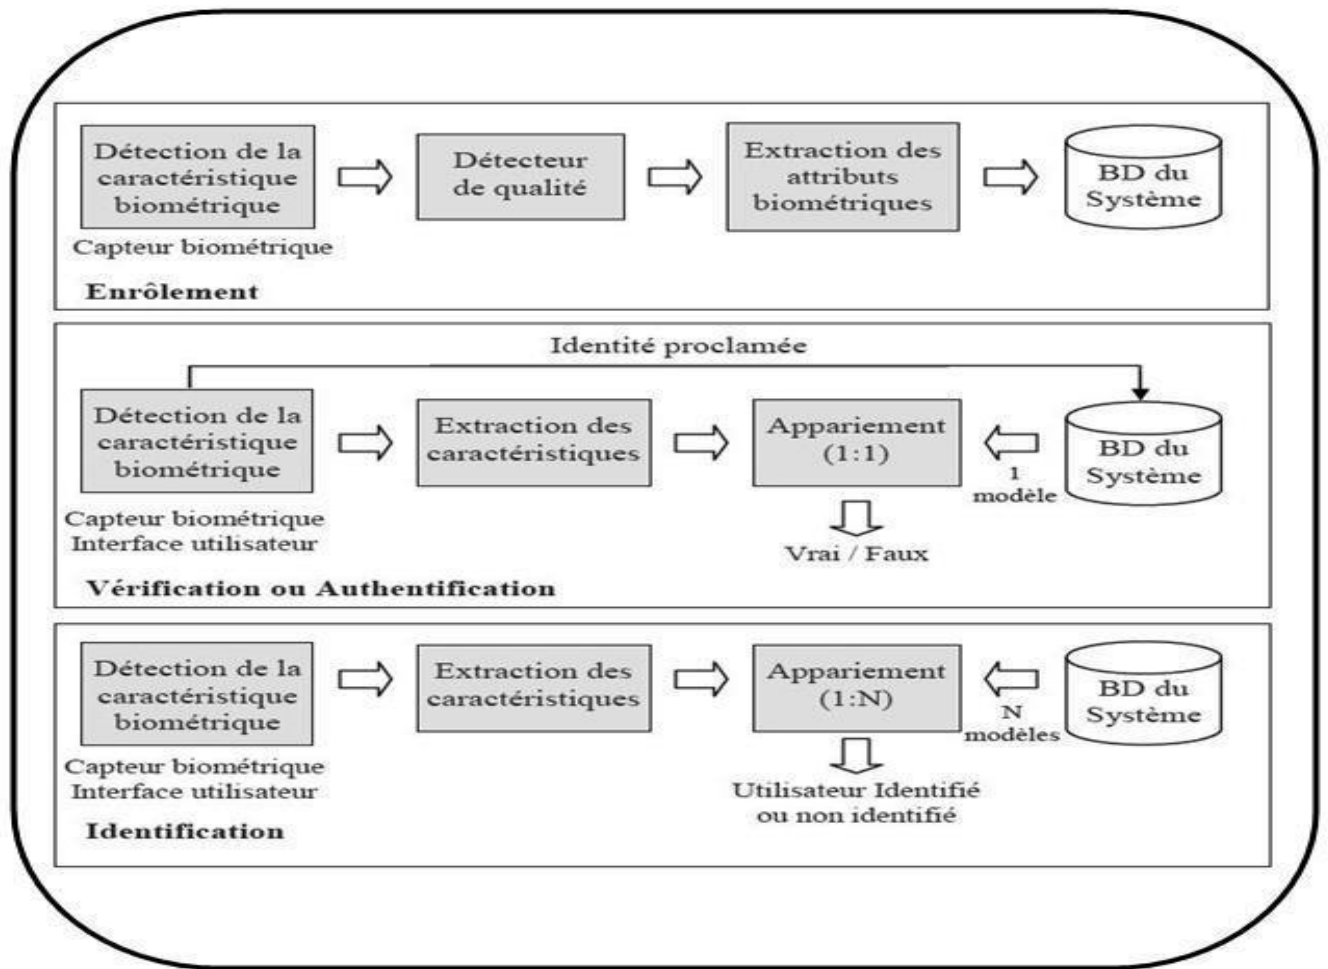 Détection de la
caractéristique
biométrique
Capteur biométrique
Détecteur
de qualité
Extraction des
attributs
biométriques
BD du
Système
Enrôlement
Identité proclamée
Détection de la
caractéristique
biométrique
Capteur biométrique
Interface utilisateur
Extraction des
caractéristiques
Appariement
(1:1)
Vrai / Faux
1
modèle
BD du
Système
Vérification ou Authentification
Détection de la
caractéristique
biométrique
Capteur biométrique
Interface utilisateur
Extraction des
caractéristiques
Appariement
(1:N)
Utilisateur Identifié
ou non identifié
N
modèles
BD du
Système
Identification